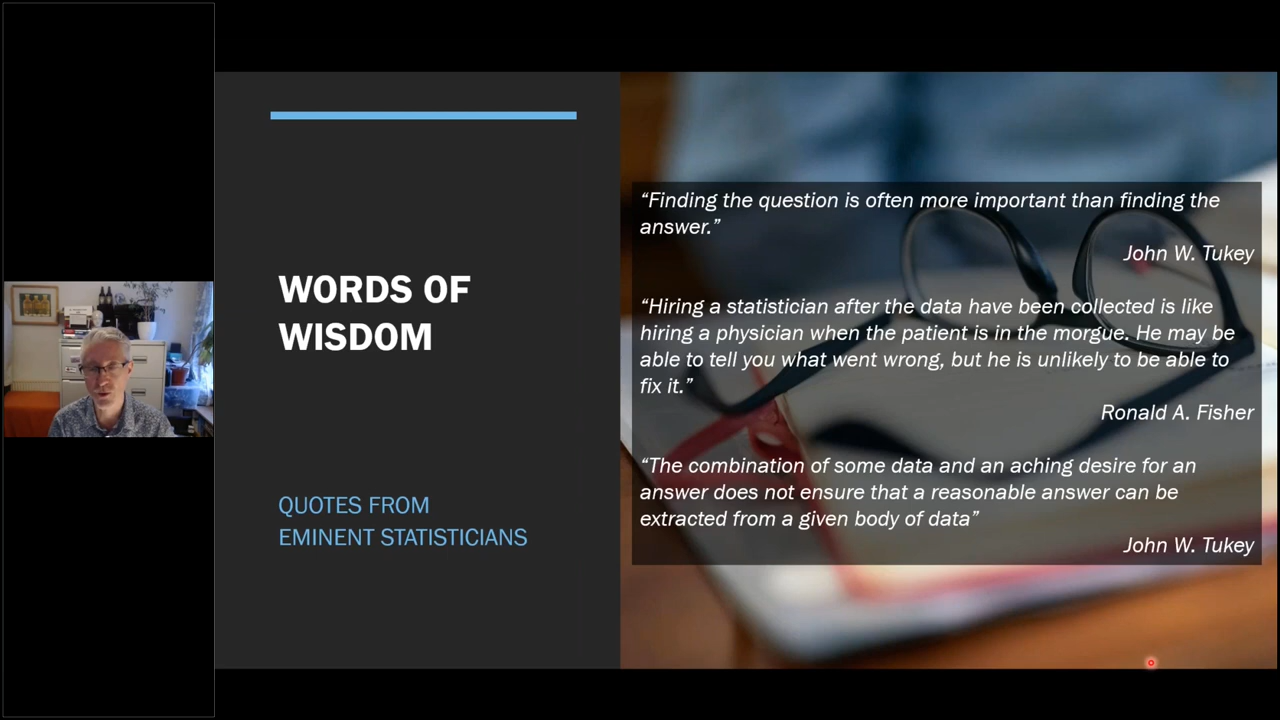 WORDS OF
WISDOM
QUOTES FROM
EMINENT STATISTICIANS
“Finding the question is often more important than finding the
answer.”
John W. Tukey
“Hiring a statistician after the data have been collected is like
hiring a physician when the patient is in the morgue. He may be
able to tell you what went wrong, but he is unlikely to be able to
fix it.”
Ronald A. Fisher
“The combination of some data and an aching desire for an
answer does not ensure that a reasonable answer can be
extracted from a given body of data”
John W. Tukey